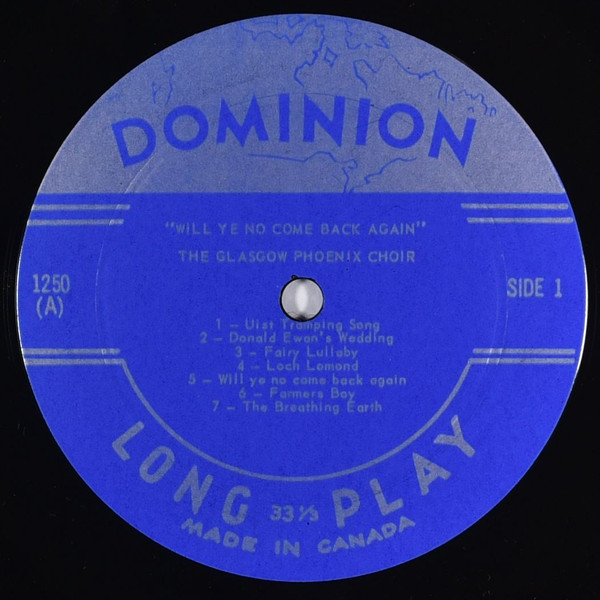 DOMINION
"WILL YE NO COME BACK AGAIN"
THE GLASGOW PHOENIX CHOIR
1250
(A)
SIDE 1
1 – Uist Tramping Song
2 – Donald Ewan's Wedding
3 – Fairy Lullaby
4 – Loch Lomond
5 – Will ye no come back again
6 – Farmers Boy
7 – The Breathing Earth
LONG PLAY
33 1/3
MADE IN CANADA